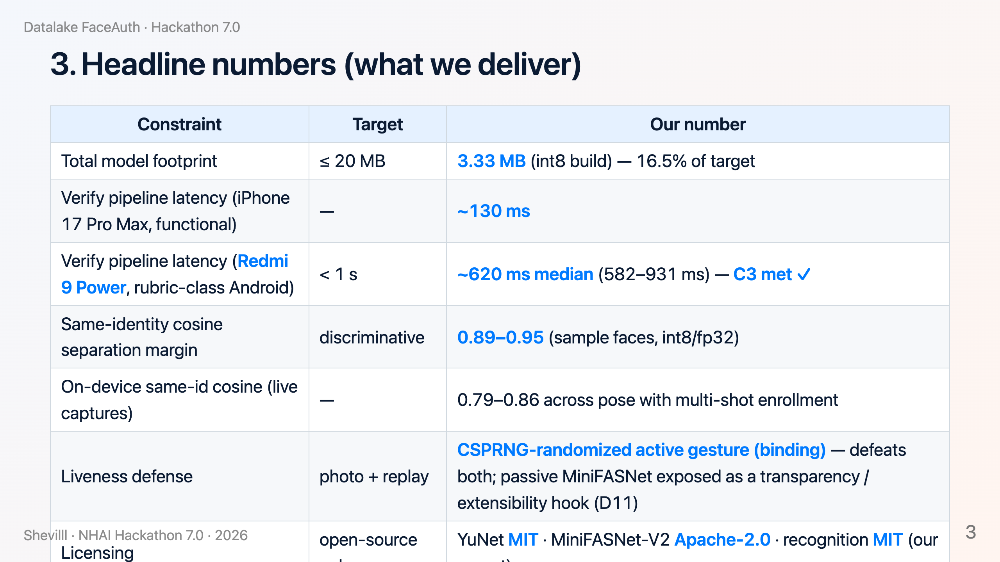 Datalake FaceAuth · Hackathon 7.0
3. Headline numbers (what we deliver)
Constraint
Target
Our number
Total model footprint
≤ 20 MB
3.33 MB (int8 build) — 16.5% of target
Verify pipeline latency (iPhone
17 Pro Max, functional)
—
~130 ms
Verify pipeline latency (Redmi
9 Power, rubric-class Android)
< 1 s
~620 ms median (582–931 ms) — C3 met ✓
Same-identity cosine
separation margin
discriminative
0.89–0.95 (sample faces, int8/fp32)
On-device same-id cosine (live
captures)
—
0.79–0.86 across pose with multi-shot enrollment
Liveness defense
photo + replay
CSPRNG-randomized active gesture (binding) — defeats
both; passive MiniFASNet exposed as a transparency /
extensibility hook (D11)
Licensing
open-source
YuNet MIT · MiniFASNet-V2 Apache-2.0 · recognition MIT (our
Shevilll · NHAI Hackathon 7.0 · 2026
3